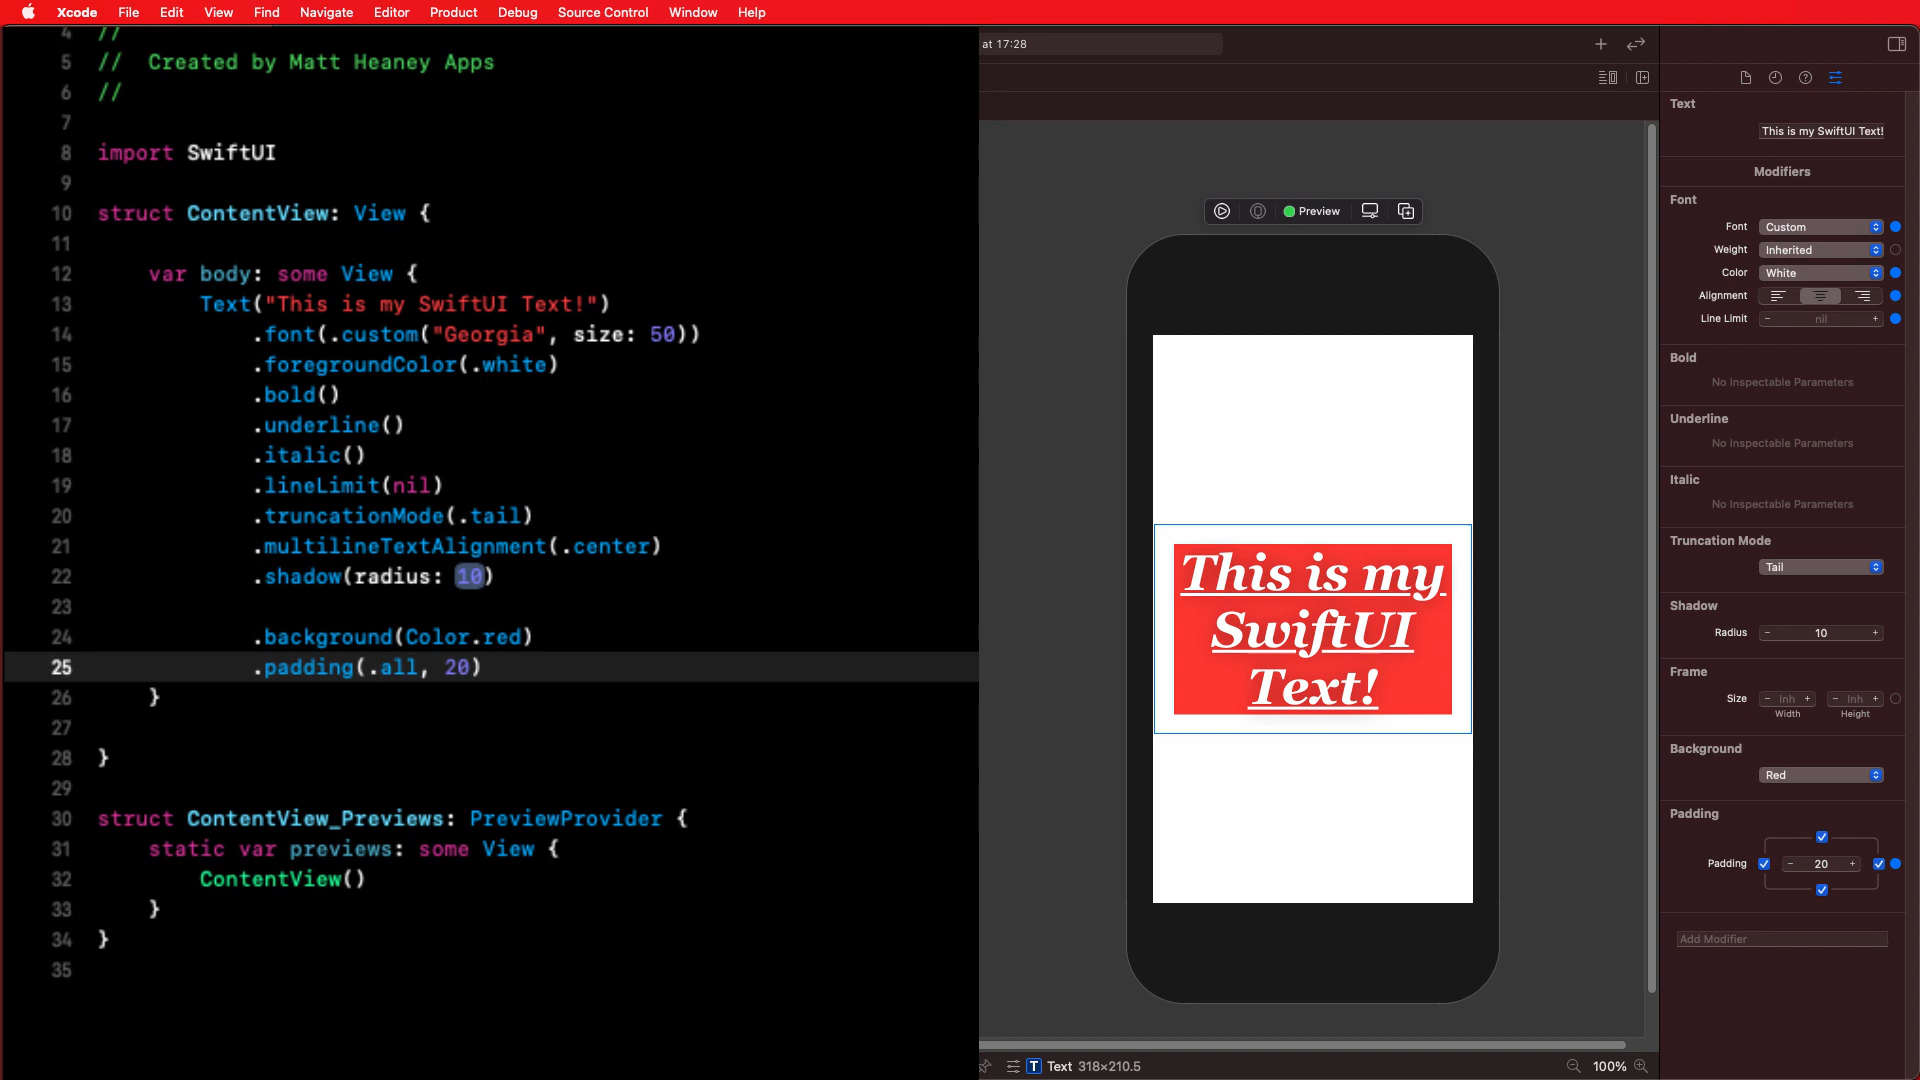 Xcode File Edit View Find Navigate Editor Product Debug Source Control Window Help
4 //
5 // Created by Matt Heaney Apps
6 //
7
8 import SwiftUI
9
10 struct ContentView: View {
11
12 var body: some View {
13 Text("This is my SwiftUI Text!")
14 .font(.custom("Georgia", size: 50))
15 .foregroundColor(.white)
16 .bold()
17 .underline()
18 .italic()
19 .lineLimit(nil)
20 .truncationMode(.tail)
21 .multilineTextAlignment(.center)
22 .shadow(radius: 10)
23
24 .background(Color.red)
25 .padding(.all, 20)
26 }
27
28 }
29
30 struct ContentView_Previews: PreviewProvider {
31 static var previews: some View {
32 ContentView()
33 }
34 }
35
at 17:28
Preview
This is my
SwiftUI
Text!
T Text 318×210.5
100%
Text
This is my SwiftUI Text!
Modifiers
Font
Font Custom
Weight Inherited
Color White
Alignment
Line Limit − nil +
Bold
No Inspectable Parameters
Underline
No Inspectable Parameters
Italic
No Inspectable Parameters
Truncation Mode
Tail
Shadow
Radius − 10 +
Frame
Size − Inh + − Inh +
Width Height
Background
Red
Padding
Padding − 20 +
Add Modifier